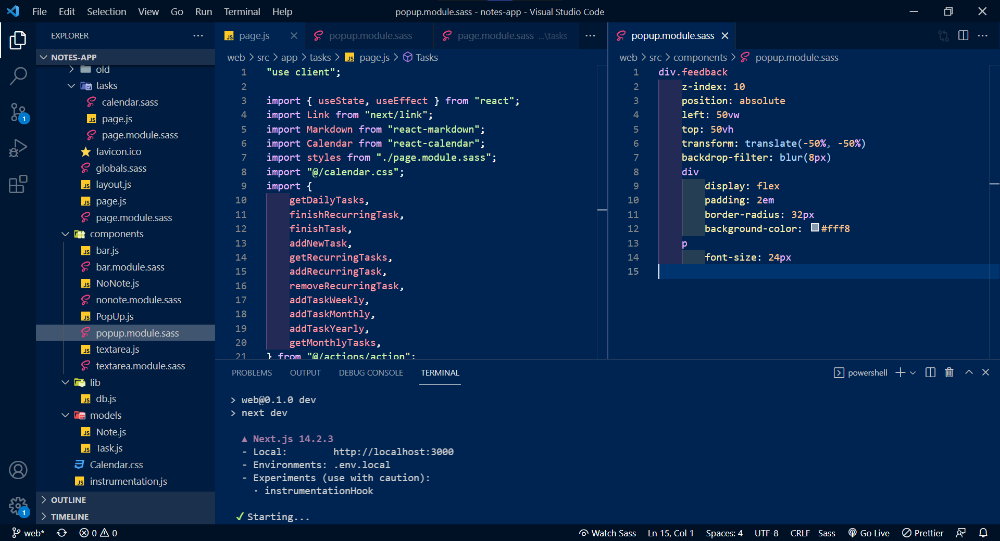 File Edit Selection View Go Run Terminal Help
popup.module.sass - notes-app - Visual Studio Code
EXPLORER
NOTES-APP
old
tasks
calendar.sass
page.js
page.module.sass
favicon.ico
globals.sass
layout.js
page.js
page.module.sass
components
bar.js
bar.module.sass
NoNote.js
nonote.module.sass
PopUp.js
popup.module.sass
textarea.js
textarea.module.sass
lib
db.js
models
Note.js
Task.js
Calendar.css
instrumentation.js
OUTLINE
TIMELINE
1
1
page.js popup.module.sass page.module.sass ...\tasks
web > src > app > tasks > page.js > Tasks
1 "use client";
2
3 import { useState, useEffect } from "react";
4 import Link from "next/link";
5 import Markdown from "react-markdown";
6 import Calendar from "react-calendar";
7 import styles from "./page.module.sass";
8 import "@/calendar.css";
9 import {
10 getDailyTasks,
11 finishRecurringTask,
12 finishTask,
13 addNewTask,
14 getRecurringTasks,
15 addRecurringTask,
16 removeRecurringTask,
17 addTaskWeekly,
18 addTaskMonthly,
19 addTaskYearly,
20 getMonthlyTasks,
21 } from "@/actions/action";
popup.module.sass
web > src > components > popup.module.sass
1 div.feedback
2 z-index: 10
3 position: absolute
4 left: 50vw
5 top: 50vh
6 transform: translate(-50%, -50%)
7 backdrop-filter: blur(8px)
8 div
9 display: flex
10 padding: 2em
11 border-radius: 32px
12 background-color: #fff8
13 p
14 font-size: 24px
15
PROBLEMS OUTPUT DEBUG CONSOLE TERMINAL
powershell
> web@0.1.0 dev
> next dev
▲ Next.js 14.2.3
- Local: http://localhost:3000
- Environments: .env.local
- Experiments (use with caution):
· instrumentationHook
✓ Starting...
web* 0 0
Watch Sass Ln 15, Col 1 Spaces: 4 UTF-8 CRLF Sass Go Live Prettier